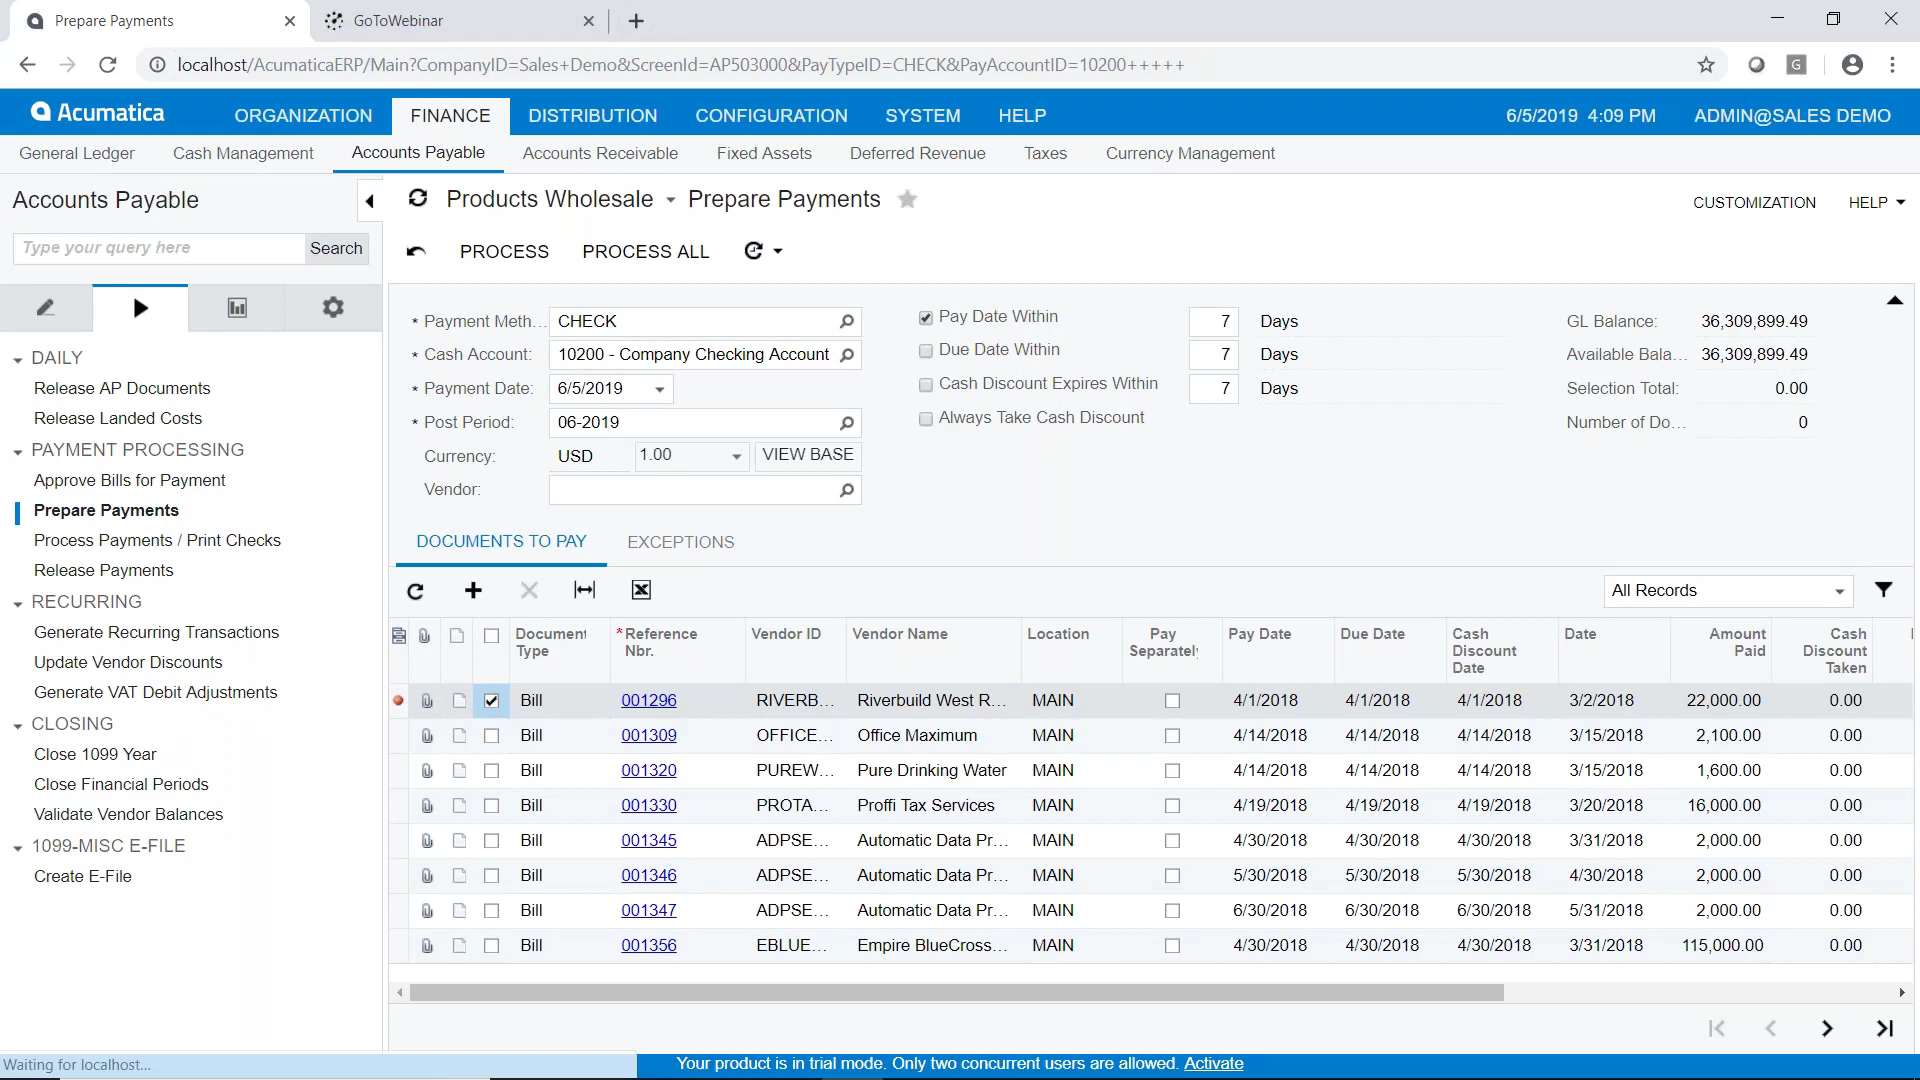 Prepare Payments
GoToWebinar
localhost/AcumaticaERP/Main?CompanyID=Sales+Demo&ScreenId=AP503000&PayTypeID=CHECK&PayAccountID=10200+++++
G
Acumatica ORGANIZATION FINANCE DISTRIBUTION CONFIGURATION SYSTEM HELP 6/5/2019 4:09 PM ADMIN@SALES DEMO
General Ledger Cash Management Accounts Payable Accounts Receivable Fixed Assets Deferred Revenue Taxes Currency Management
Accounts Payable
Type your query here Search
DAILY
Release AP Documents
Release Landed Costs
PAYMENT PROCESSING
Approve Bills for Payment
Prepare Payments
Process Payments / Print Checks
Release Payments
RECURRING
Generate Recurring Transactions
Update Vendor Discounts
Generate VAT Debit Adjustments
CLOSING
Close 1099 Year
Close Financial Periods
Validate Vendor Balances
1099-MISC E-FILE
Create E-File
Products Wholesale Prepare Payments CUSTOMIZATION HELP
PROCESS PROCESS ALL
* Payment Meth... CHECK
* Cash Account: 10200 - Company Checking Account
* Payment Date: 6/5/2019
* Post Period: 06-2019
Currency: USD 1.00 VIEW BASE
Vendor:
Pay Date Within 7 Days
Due Date Within 7 Days
Cash Discount Expires Within 7 Days
Always Take Cash Discount
GL Balance: 36,309,899.49
Available Bala... 36,309,899.49
Selection Total: 0.00
Number of Do... 0
DOCUMENTS TO PAY EXCEPTIONS
All Records
Document Type *Reference Nbr. Vendor ID Vendor Name Location Pay Separately Pay Date Due Date Cash Discount Date Date Amount Paid Cash Discount Taken
Bill 001296 RIVERB... Riverbuild West R... MAIN 4/1/2018 4/1/2018 4/1/2018 3/2/2018 22,000.00 0.00
Bill 001309 OFFICE... Office Maximum MAIN 4/14/2018 4/14/2018 4/14/2018 3/15/2018 2,100.00 0.00
Bill 001320 PUREW... Pure Drinking Water MAIN 4/14/2018 4/14/2018 4/14/2018 3/15/2018 1,600.00 0.00
Bill 001330 PROTA... Proffi Tax Services MAIN 4/19/2018 4/19/2018 4/19/2018 3/20/2018 16,000.00 0.00
Bill 001345 ADPSE... Automatic Data Pr... MAIN 4/30/2018 4/30/2018 4/30/2018 3/31/2018 2,000.00 0.00
Bill 001346 ADPSE... Automatic Data Pr... MAIN 5/30/2018 5/30/2018 5/30/2018 4/30/2018 2,000.00 0.00
Bill 001347 ADPSE... Automatic Data Pr... MAIN 6/30/2018 6/30/2018 6/30/2018 5/31/2018 2,000.00 0.00
Bill 001356 EBLUE... Empire BlueCross... MAIN 4/30/2018 4/30/2018 4/30/2018 3/31/2018 115,000.00 0.00
Waiting for localhost...
Your product is in trial mode. Only two concurrent users are allowed. Activate